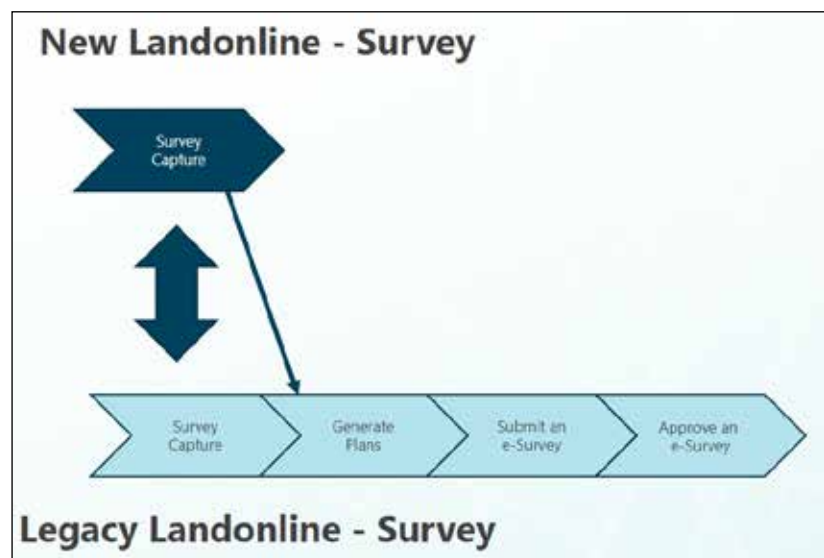 New Landonline - Survey
Survey
Capture
Survey
Capture
Generate
Plans
Submit an
e-Survey
Approve an
e-Survey
Legacy Landonline - Survey